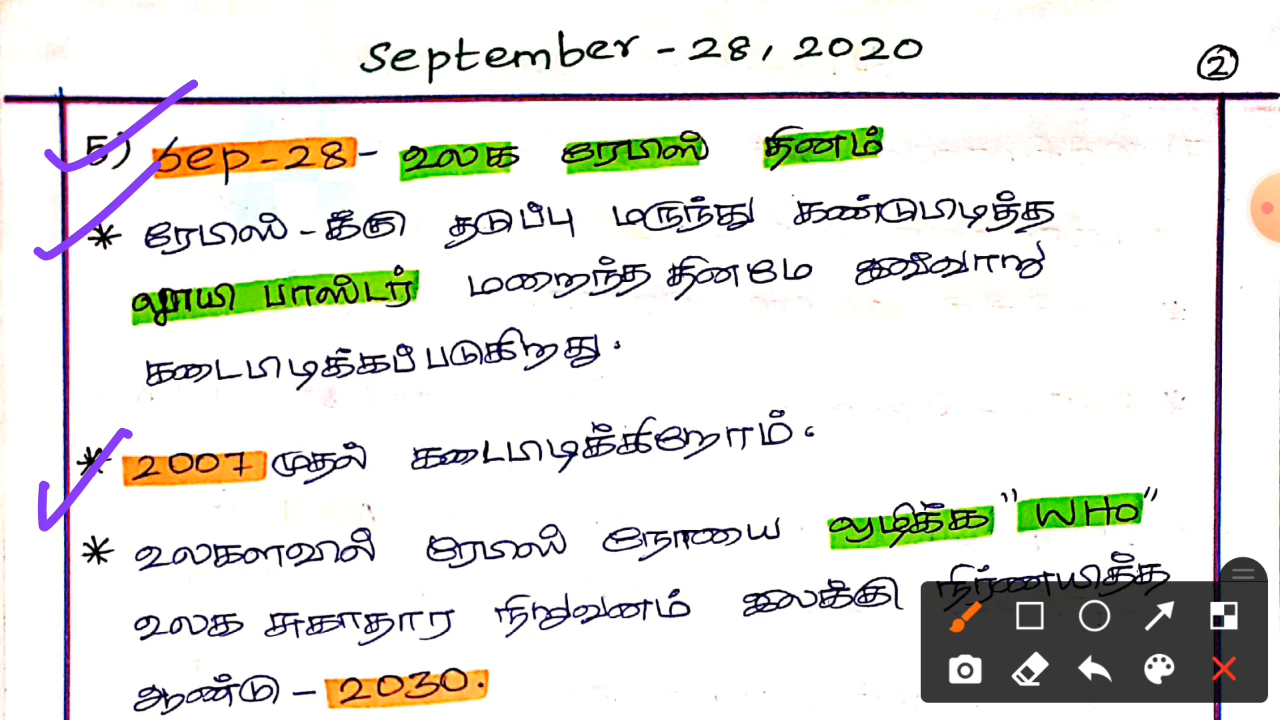 September - 28, 2020
2
5) Sep-28 - உலக ரேபிஸ் தினம்
* ரேபிஸ் - க்கு தடுப்பு மருந்து கண்டுபிடித்த
லூயி பாஸ்டர் மறைந்த தினமே இவ்வாறு
கடைபிடிக்கப்படுகிறது.
* 2007 முதல் கடைபிடிக்கிறோம்.
* உலகளவில் ரேபிஸ் நோயை அழிக்க "WHO"
உலக சுகாதார நிறுவனம் இலக்கு நிர்ணயித்த
ஆண்டு - 2030.